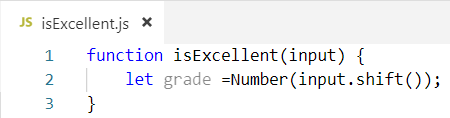 JS isExcellent.js ×
1 function isExcellent(input) {
2 let grade =Number(input.shift());
3 }